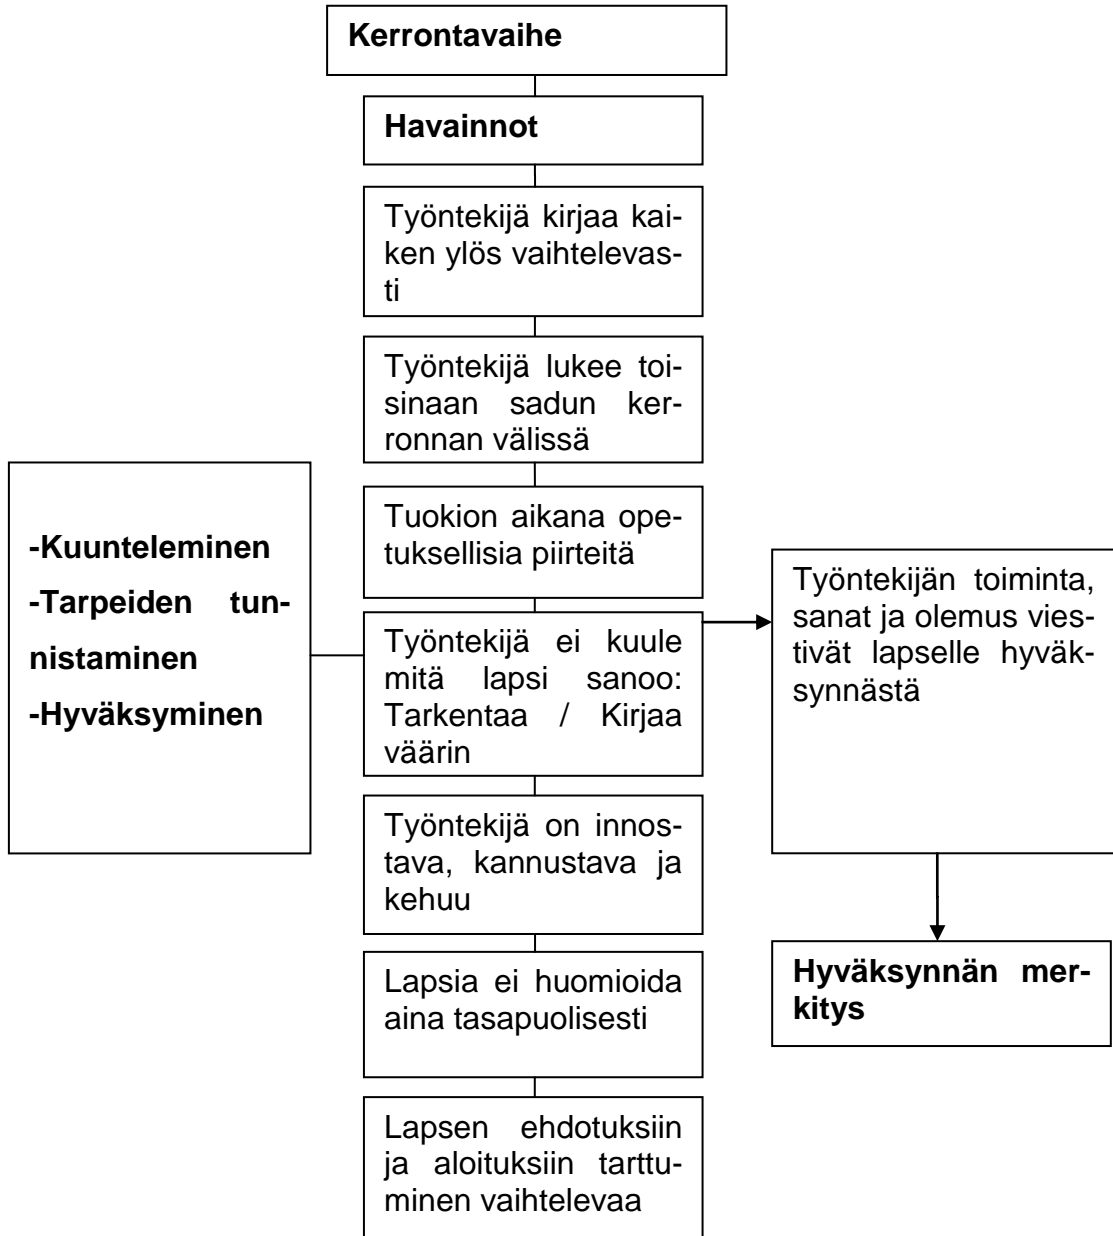 Kerrontavaihe
Havainnot
Työntekijä kirjaa kai-
ken ylös vaihtelevas-
ti
Työntekijä lukee toi-
sinaan sadun ker-
ronnan välissä
Tuokion aikana ope-
tuksellisia piirteitä
-Kuunteleminen
-Tarpeiden tun-
nistaminen
-Hyväksyminen
Työntekijä ei kuule
mitä lapsi sanoo:
Tarkentaa / Kirjaa
väärin
Työntekijän toiminta,
sanat ja olemus vies-
tivät lapselle hyväk-
synnästä
Työntekijä on innos-
tava, kannustava ja
kehuu
Lapsia ei huomioida
aina tasapuolisesti
Hyväksynnän mer-
kitys
Lapsen ehdotuksiin
ja aloituksiin tarttu-
minen vaihtelevaa